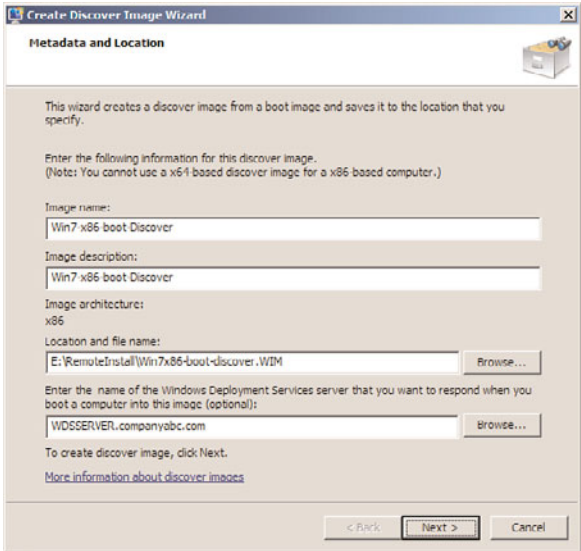 Create Discover Image Wizard
Metadata and Location
This wizard creates a discover image from a boot image and saves it to the location that you
specify.
Enter the following information for this discover image.
(Note: You cannot use a x64-based discover image for a x86-based computer.)
Image name:
Win7-x86-boot-Discover
Image description:
Win7-x86-boot-Discover
Image architecture:
x86
Location and file name:
E:\RemoteInstall\Win7x86-boot-discover.WIM
Browse...
Enter the name of the Windows Deployment Services server that you want to respond when you
boot a computer into this image (optional):
WDSSERVER.companyabc.com
Browse...
To create discover image, click Next.
More information about discover images
< Back
Next >
Cancel